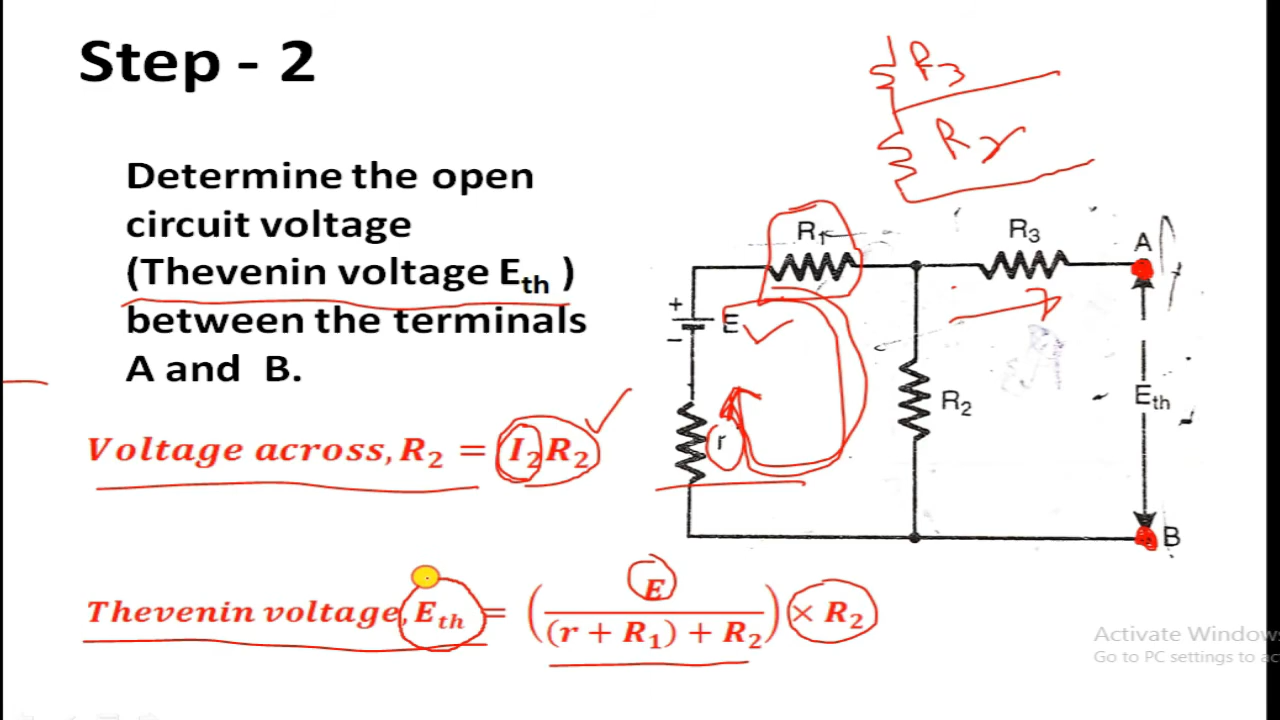 Step - 2
Determine the open
circuit voltage
(Thevenin voltage Eth )
between the terminals
A and B.
Voltage across, R2 = I2R2
Thevenin voltage, Eth = ( E / (r + R1) + R2 ) × R2
R3
R1
R3
A
+
E
−
R2
Eth
r
B
Activate Windows
Go to PC settings to ac